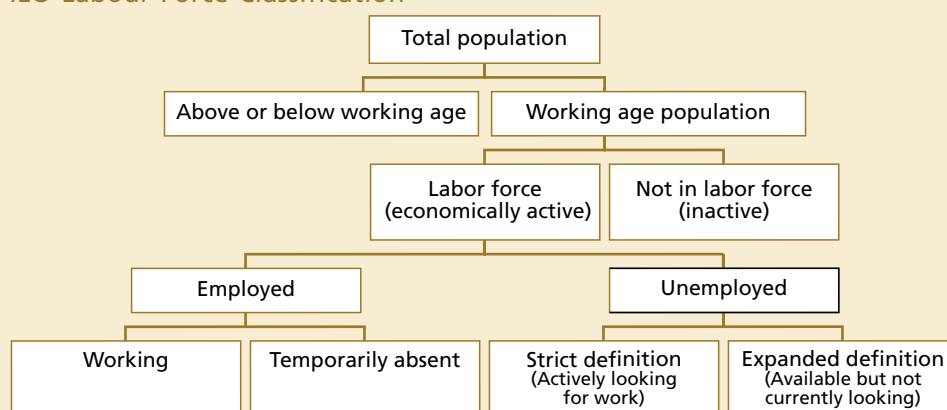 ILO Labour Force Classification
Total population
Above or below working age
Working age population
Labor force
(economically active)
Not in labor force
(inactive)
Employed
Unemployed
Working
Temporarily absent
Strict definition
(Actively looking
for work)
Expanded definition
(Available but not
currently looking)